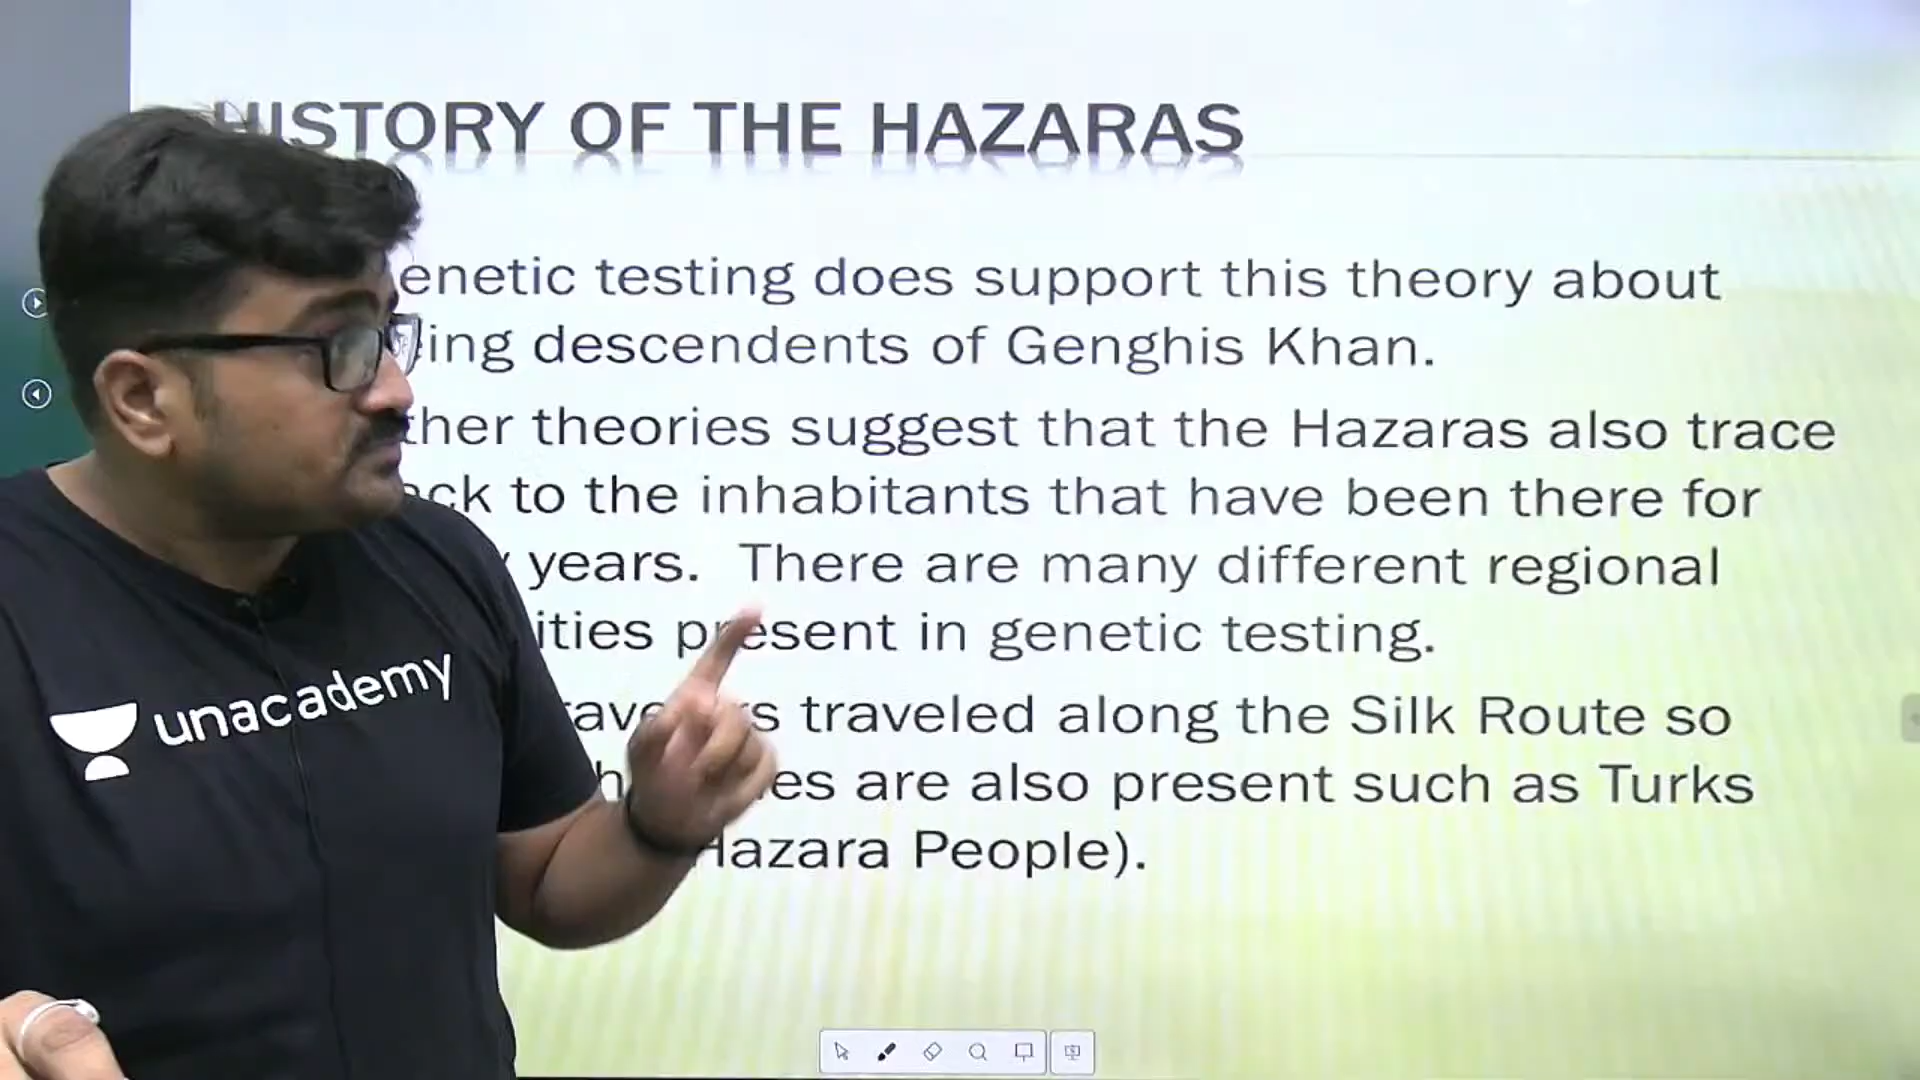 HISTORY OF THE HAZARAS
enetic testing does support this theory about
ing descendents of Genghis Khan.
ther theories suggest that the Hazaras also trace
ack to the inhabitants that have been there for
years. There are many different regional
ities present in genetic testing.
traveled along the Silk Route so
are also present such as Turks
Hazara People).
unacademy